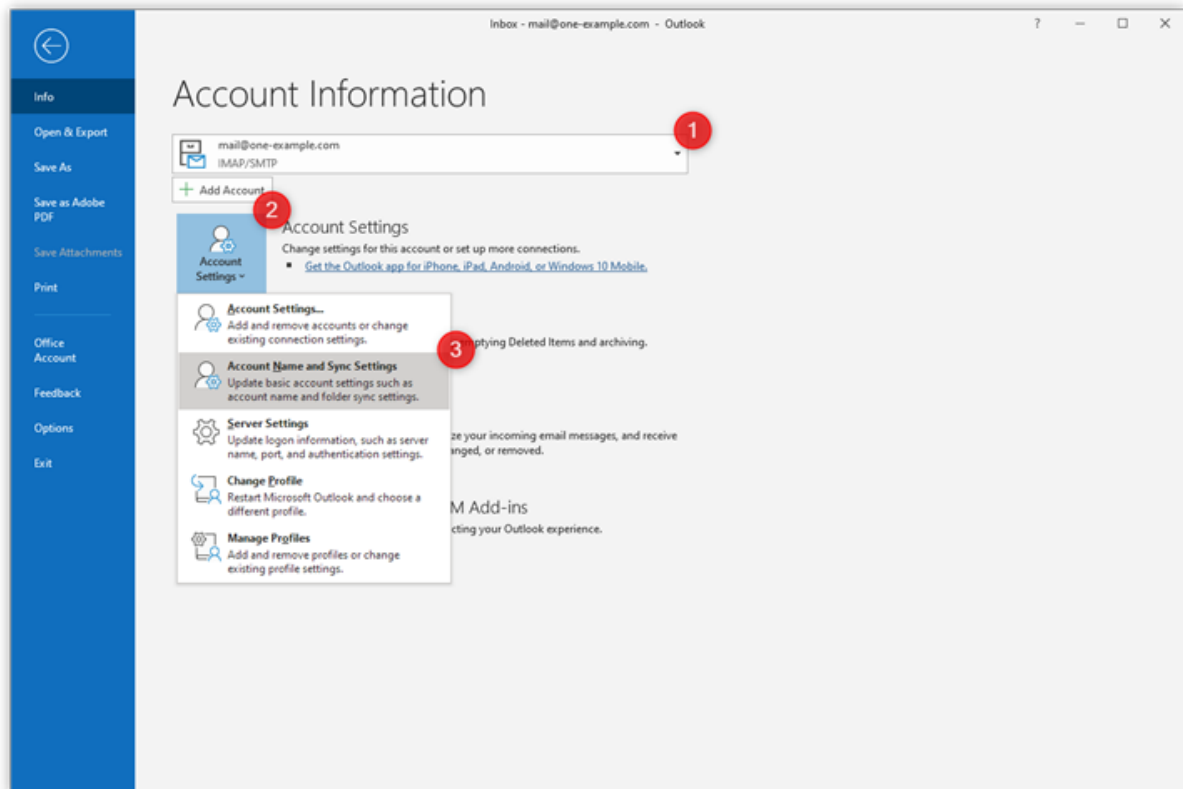 Inbox - mail@one-example.com - Outlook
?
Info
Open & Export
Save As
Save as Adobe
PDF
Save Attachments
Print
Office
Account
Feedback
Options
Exit
Account Information
1
mail@one-example.com
IMAP/SMTP
Add Account
2
Account
Settings
Account Settings
Change settings for this account or set up more connections.
Get the Outlook app for iPhone, iPad, Android, or Windows 10 Mobile.
Account Settings...
Add and remove accounts or change
existing connection settings.
3
Account Name and Sync Settings
Update basic account settings such as
account name and folder sync settings.
Server Settings
Update logon information, such as server
name, port, and authentication settings.
Change Profile
Restart Microsoft Outlook and choose a
different profile.
Manage Profiles
Add and remove profiles or change
existing profile settings.
Deleted Items and archiving.
your incoming email messages, and receive
or removed.
M Add-ins
your Outlook experience.